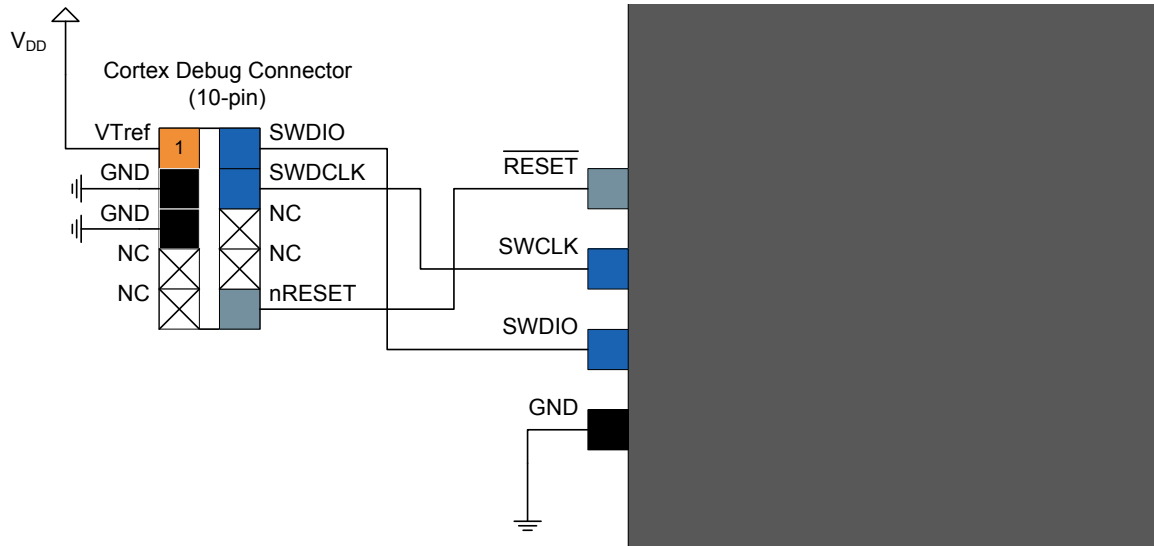 V_DD
Cortex Debug Connector
(10-pin)
VTref
1
SWDIO
GND
SWDCLK
GND
NC
NC
NC
NC
nRESET
RESET
SWCLK
SWDIO
GND